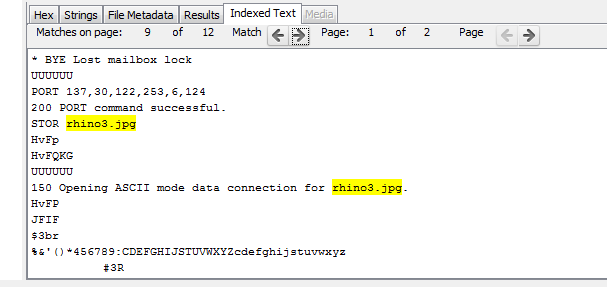 Hex Strings File Metadata Results Indexed Text Media
Matches on page: 9 of 12 Match Page: 1 of 2 Page
* BYE Lost mailbox lock
UUUUUU
PORT 137,30,122,253,6,124
200 PORT command successful.
STOR rhino3.jpg
HvFp
HvFQKG
UUUUUU
150 Opening ASCII mode data connection for rhino3.jpg.
HvFP
JFIF
$3br
%&'()*456789:CDEFGHIJSTUVWXYZcdefghijstuvwxyz
#3R